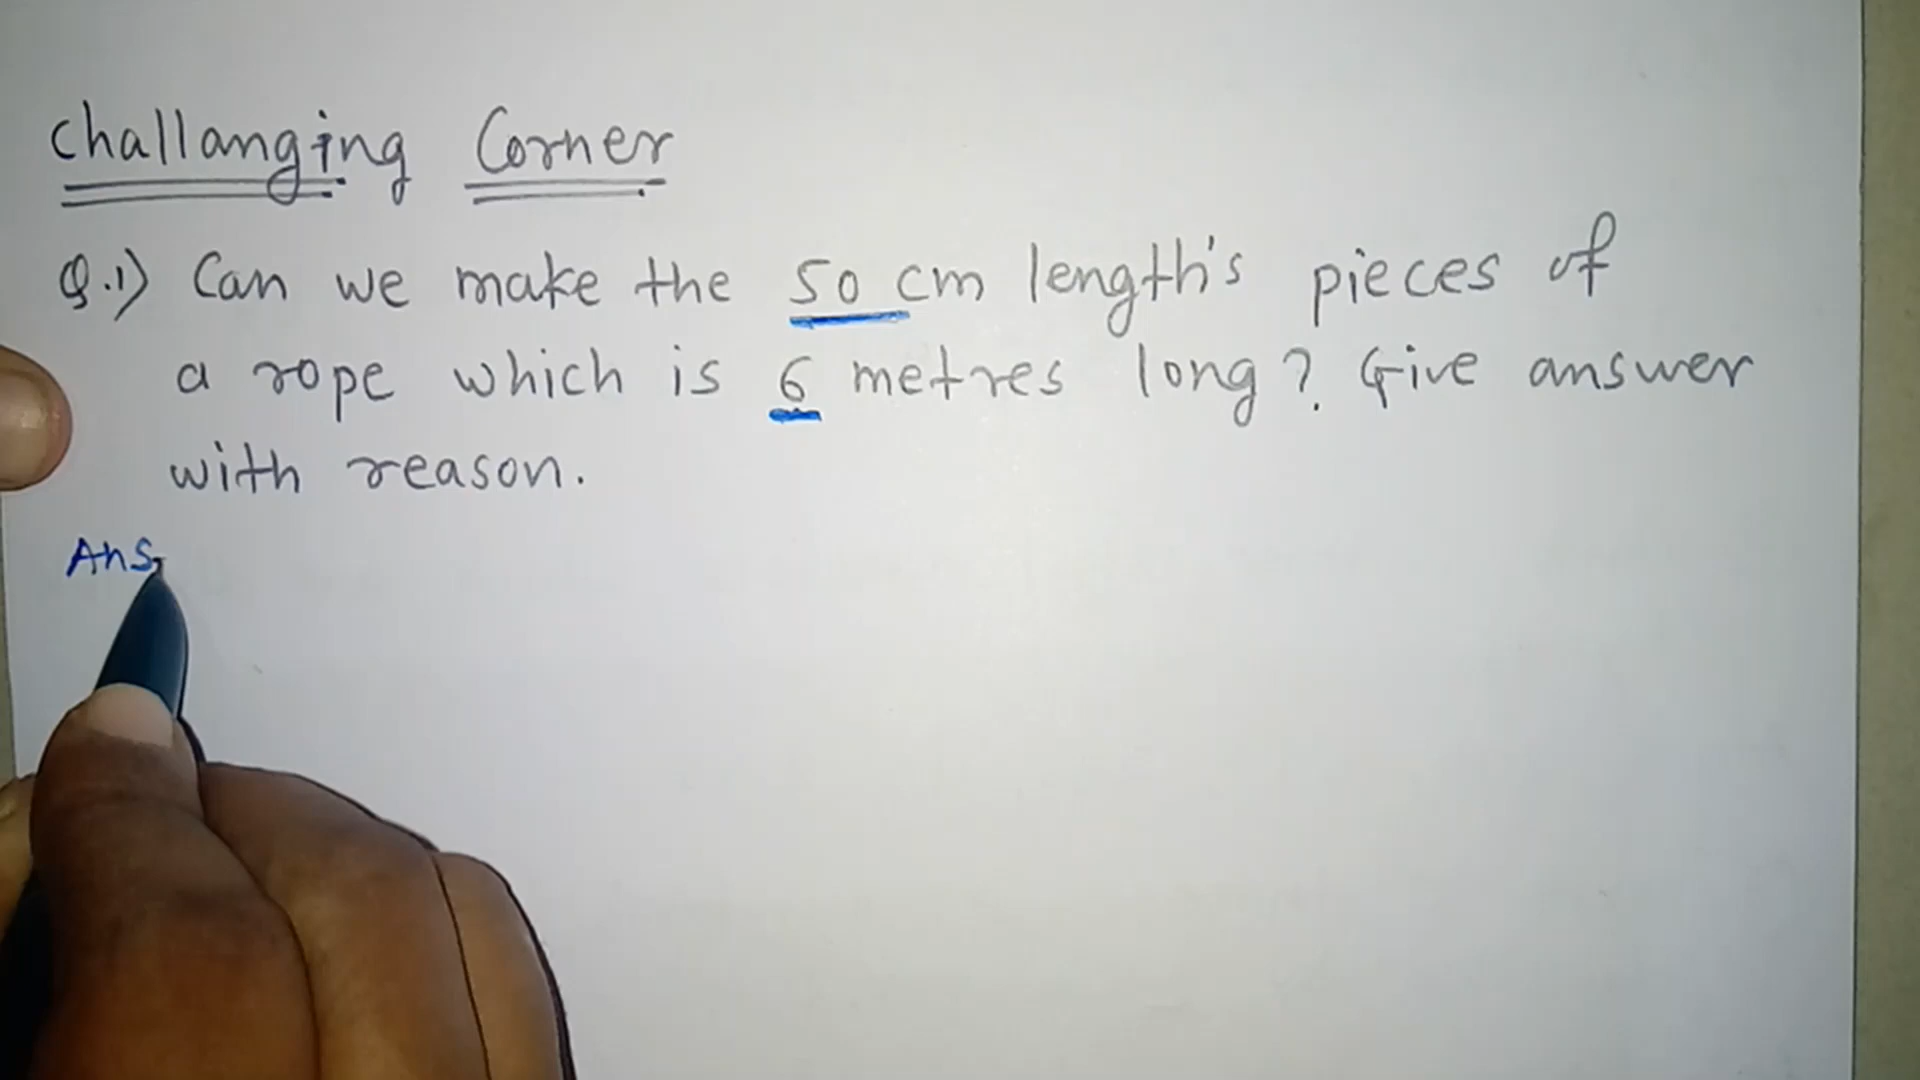 Challanging Corner
Q.1) Can we make the 50 cm length's pieces of
a rope which is 6 metres long? Give answer
with reason.
Ans